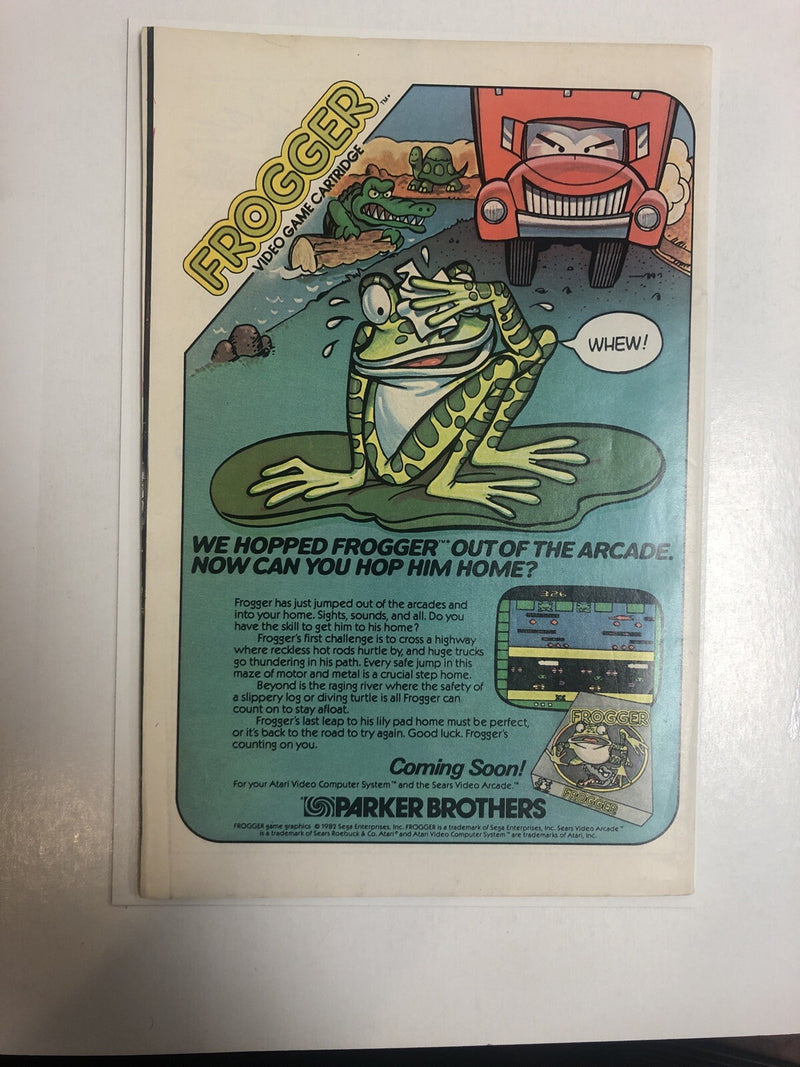 FROGGER™
VIDEO GAME CARTRIDGE
WHEW!
WE HOPPED FROGGER™ OUT OF THE ARCADE.
NOW CAN YOU HOP HIM HOME?
Frogger has just jumped out of the arcades and
into your home. Sights, sounds, and all. Do you
have the skill to get him to his home?
Frogger's first challenge is to cross a highway
where reckless hot rods hurtle by, and huge trucks
go thundering in his path. Every safe jump in this
maze of motor and metal is a crucial step home.
Beyond is the raging river where the safety of
a slippery log or diving turtle is all Frogger can
count on to stay afloat.
Frogger's last leap to his lily pad home must be perfect,
or it's back to the road to try again. Good luck. Frogger's
counting on you.
326
FROGGER
FROGGER
Coming Soon!
For your Atari Video Computer System™ and the Sears Video Arcade.™
PARKER BROTHERS
FROGGER game graphics © 1982 Sega Enterprises, Inc. FROGGER is a trademark of Sega Enterprises, Inc. Sears Video Arcade™
is a trademark of Sears Roebuck & Co. Atari® and Atari Video Computer System™ are trademarks of Atari, Inc.